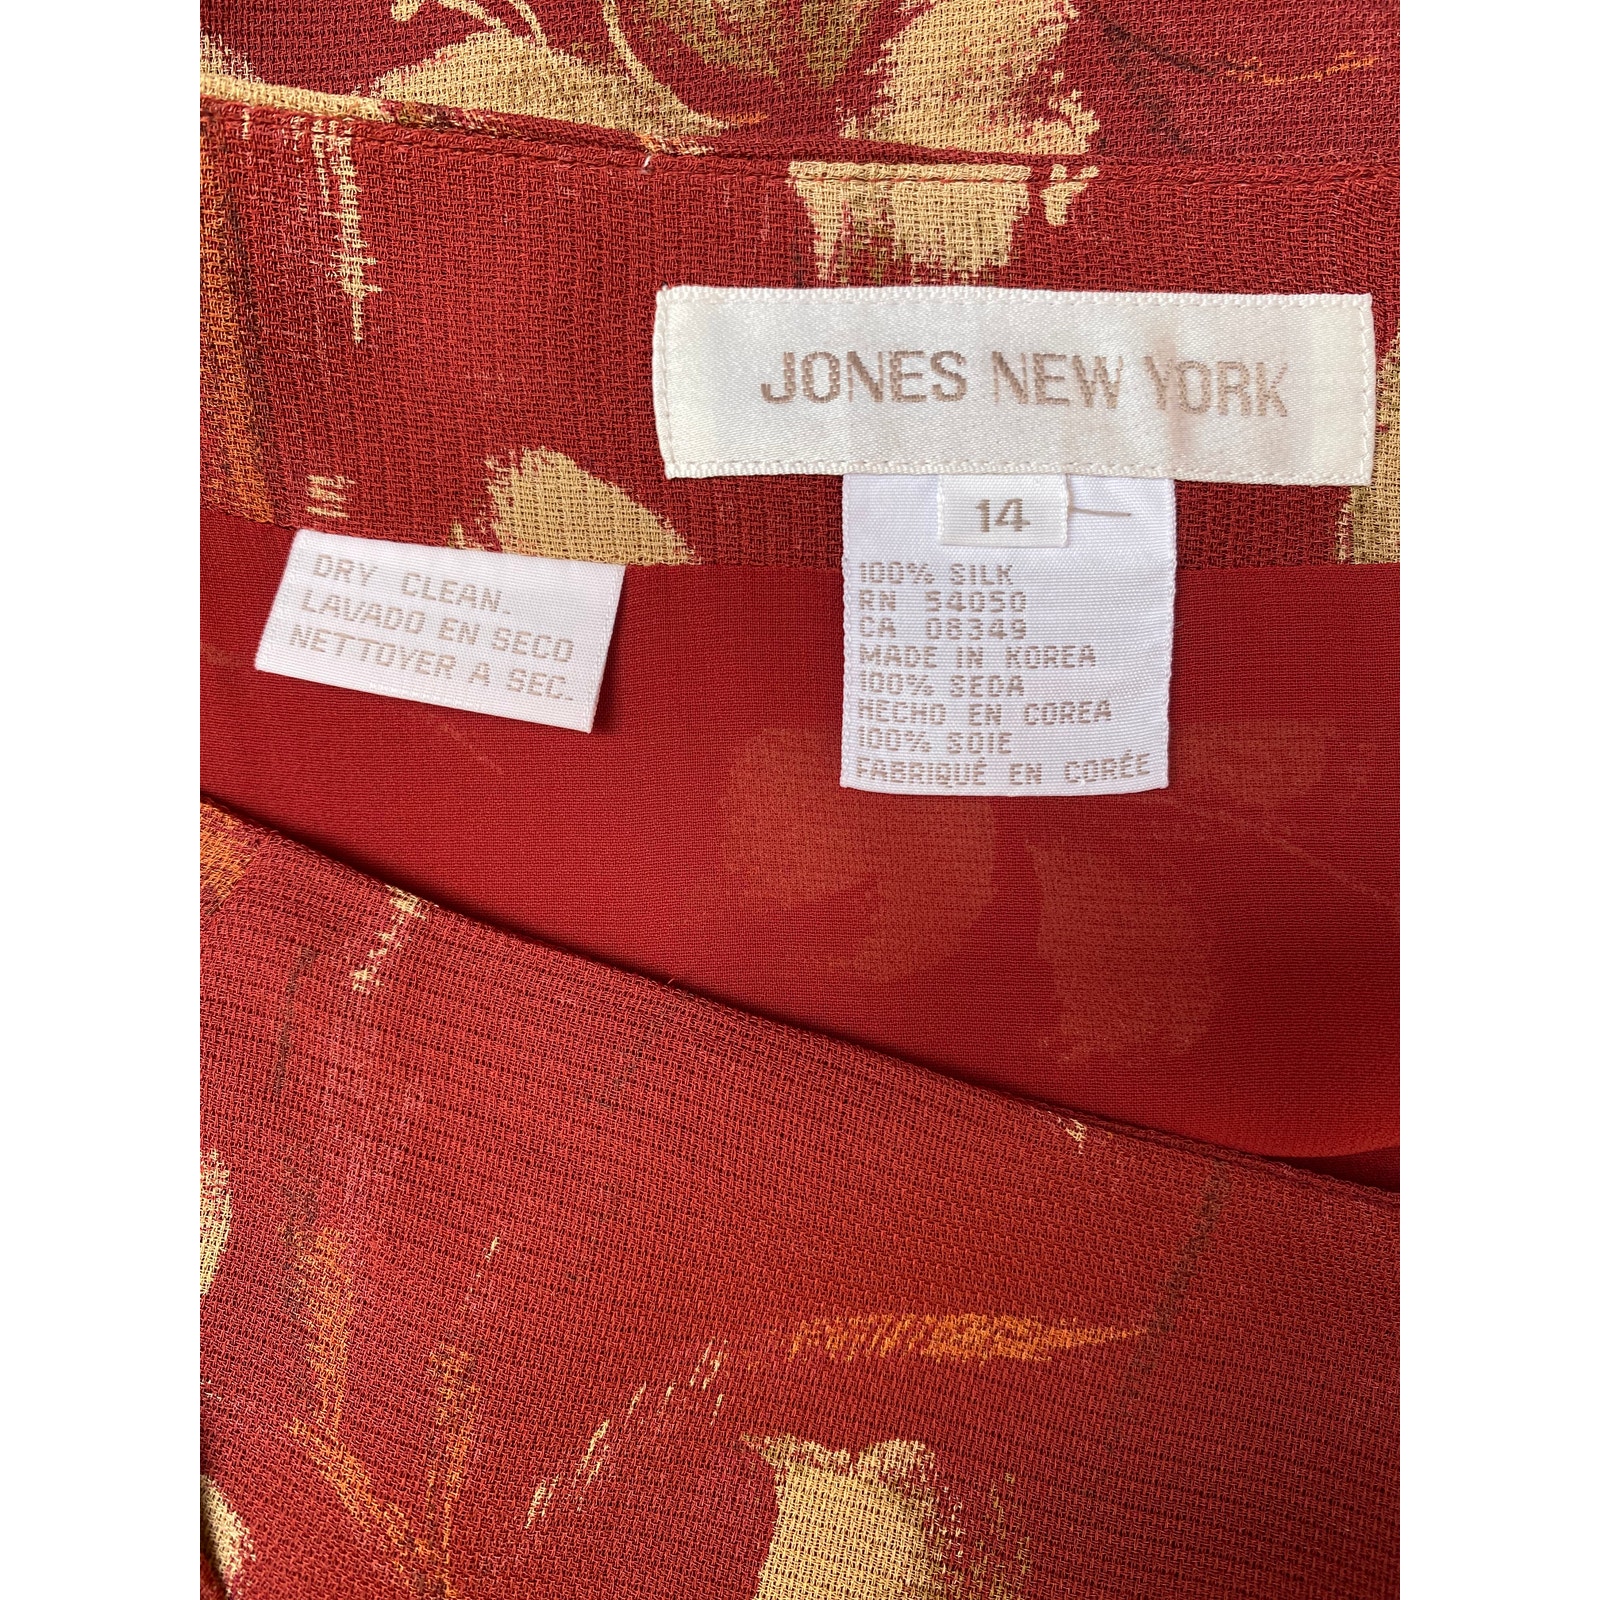 JONES NEW YORK
14
100% SILK
RN 54050
CA 08349
MADE IN KOREA
100% SEDA
HECHO EN COREA
100% SOIE
FABRIQUÉ EN CORÉE
DRY CLEAN.
LAVADO EN SECO
NETTOYER A SEC.